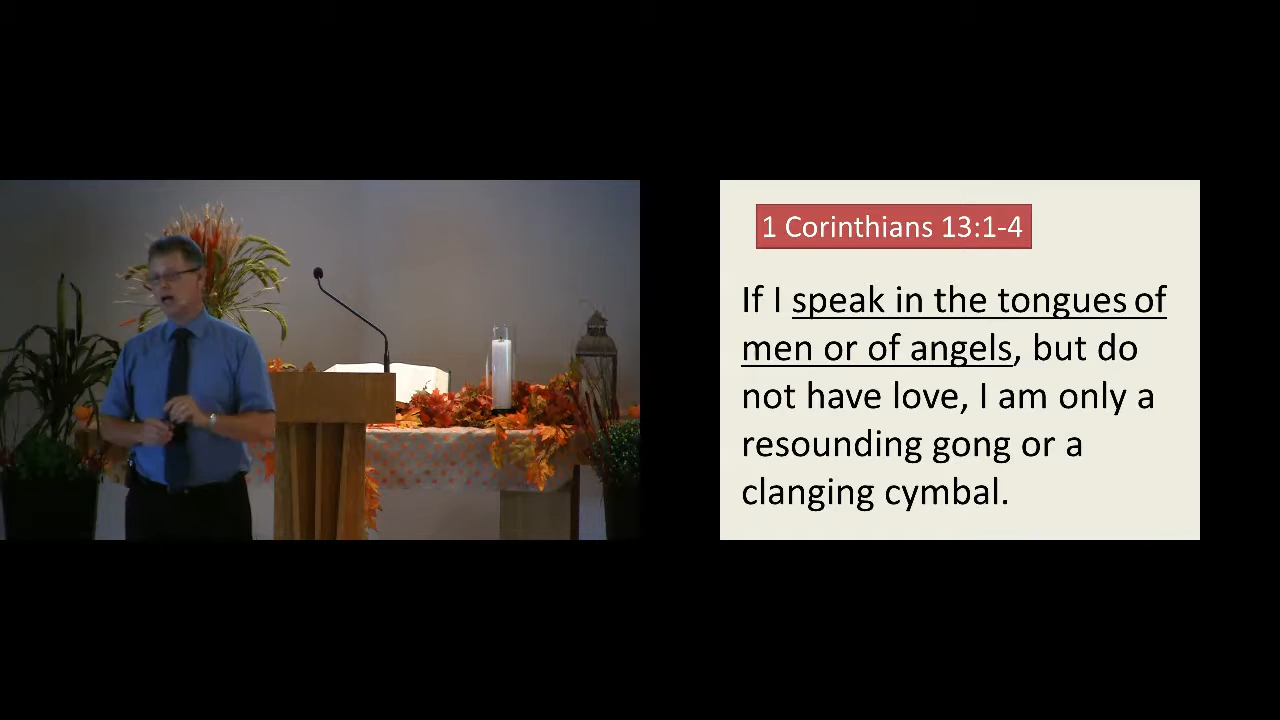 1 Corinthians 13:1-4
If I speak in the tongues of
men or of angels, but do
not have love, I am only a
resounding gong or a
clanging cymbal.